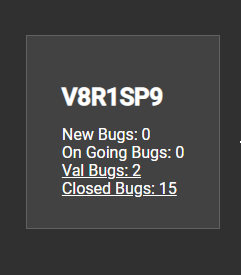 V8R1SP9
New Bugs: 0
On Going Bugs: 0
Val Bugs: 2
Closed Bugs: 15